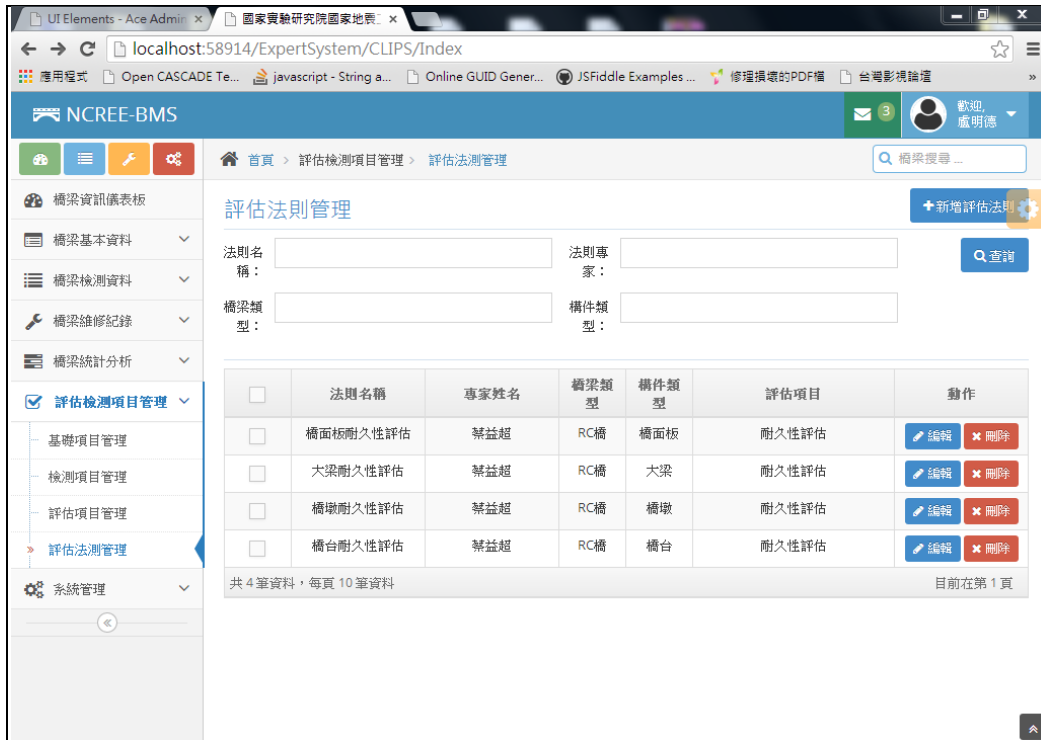 UI Elements - Ace Admin
國家實驗研究院國家地震
localhost:58914/ExpertSystem/CLIPS/Index
應用程式
Open CASCADE Te...
javascript - String a...
Online GUID Gener...
JSFiddle Examples ...
修理損壞的PDF檔
台灣影視論壇
»
NCREE-BMS
3
歡迎,
盧明德
首頁 > 評估檢測項目管理 > 評估法測管理
橋梁搜尋 ...
橋梁資訊儀表板
橋梁基本資料
橋梁檢測資料
橋梁維修紀錄
橋梁統計分析
評估檢測項目管理
基礎項目管理
檢測項目管理
評估項目管理
» 評估法測管理
系統管理
評估法則管理
新增評估法則
法則名稱：
法則專家：
查詢
橋梁類型：
構件類型：
法則名稱 專家姓名 橋梁類型 構件類型 評估項目 動作
橋面板耐久性評估 蔡益超 RC橋 橋面板 耐久性評估 編輯 刪除
大梁耐久性評估 蔡益超 RC橋 大梁 耐久性評估 編輯 刪除
橋墩耐久性評估 蔡益超 RC橋 橋墩 耐久性評估 編輯 刪除
橋台耐久性評估 蔡益超 RC橋 橋台 耐久性評估 編輯 刪除
共 4 筆資料，每頁 10 筆資料
目前在第 1 頁